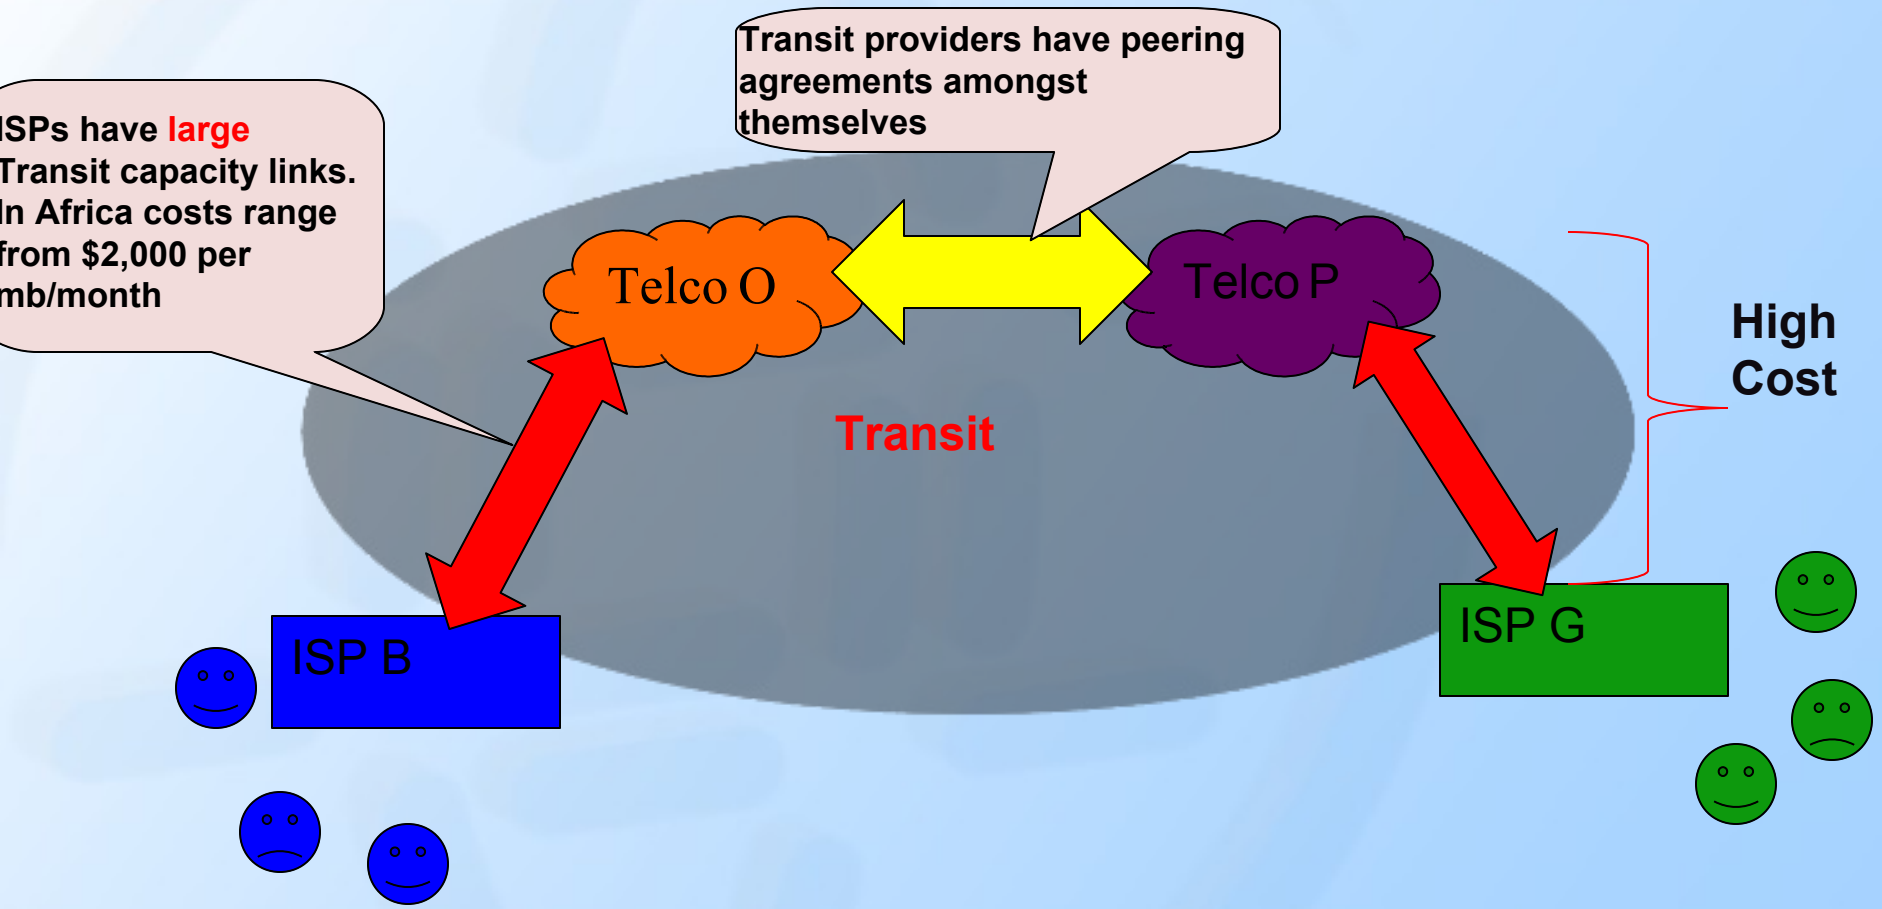 Transit providers have peering
agreements amongst
themselves
ISPs have large
Transit capacity links.
In Africa costs range
from $2,000 per
mb/month
Telco O
Telco P
High
Cost
Transit
ISP B
ISP G